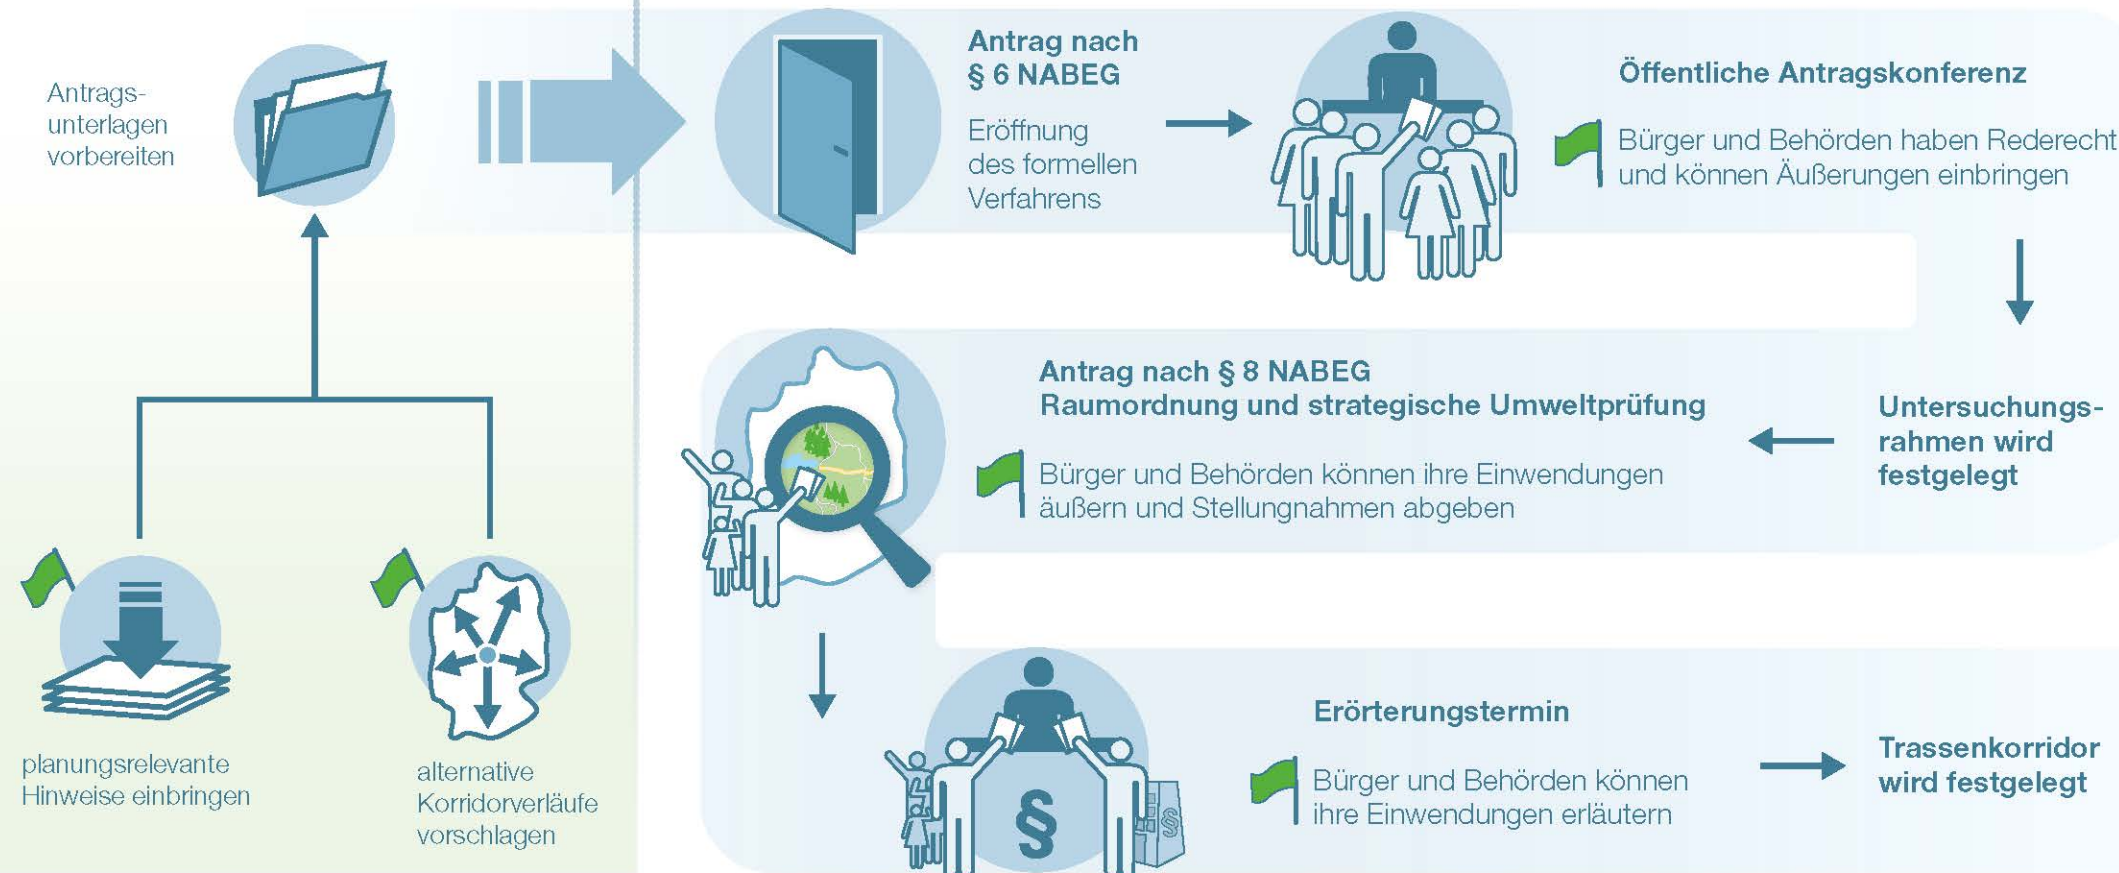 Antrags-
unterlagen
vorbereiten
planungsrelevante
Hinweise einbringen
alternative
Korridorverläufe
vorschlagen
Antrag nach
§ 6 NABEG
Eröffnung
des formellen
Verfahrens
Öffentliche Antragskonferenz
Bürger und Behörden haben Rederecht
und können Äußerungen einbringen
Untersuchungs-
rahmen wird
festgelegt
Antrag nach § 8 NABEG
Raumordnung und strategische Umweltprüfung
Bürger und Behörden können ihre Einwendungen
äußern und Stellungnahmen abgeben
§
§
Erörterungstermin
Bürger und Behörden können
ihre Einwendungen erläutern
Trassenkorridor
wird festgelegt